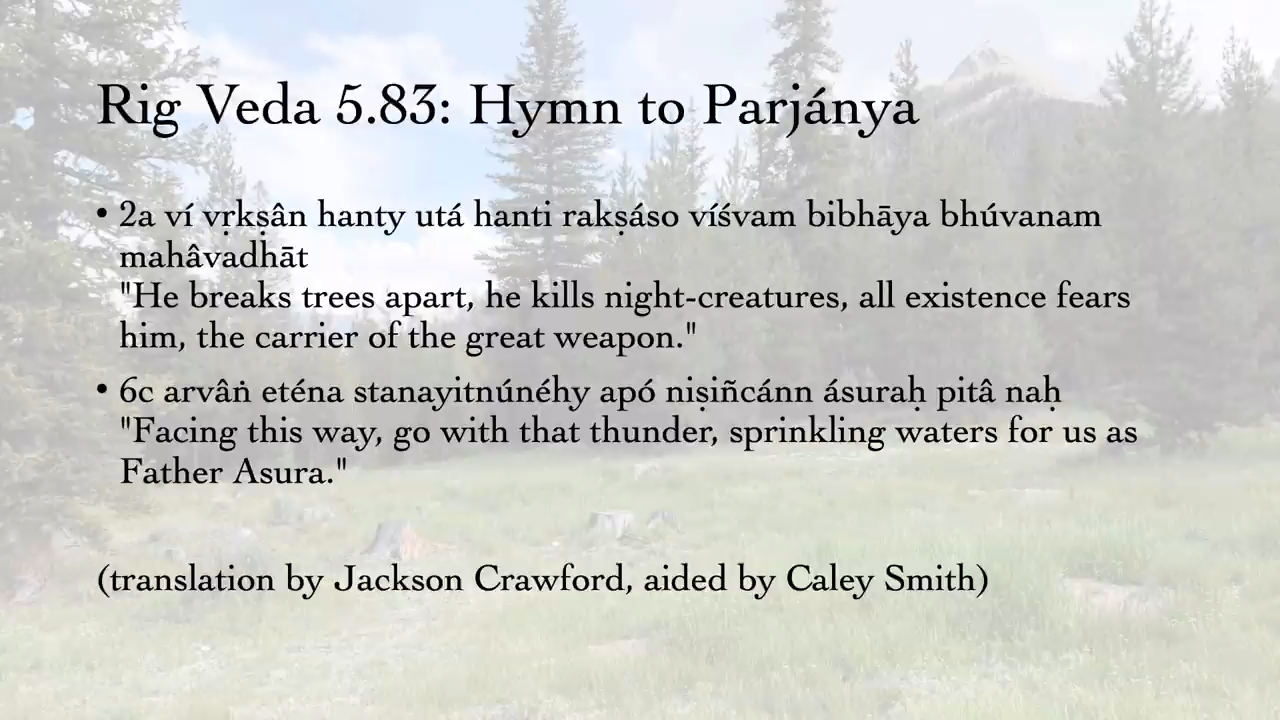 Rig Veda 5.83: Hymn to Parjánya
• 2a ví vṛkṣân hanty utá hanti rakṣáso víśvam bibhāya bhúvanam
mahâvadhāt
"He breaks trees apart, he kills night-creatures, all existence fears
him, the carrier of the great weapon."
• 6c arvâṅ eténa stanayitnúnéhy apó niṣiñcánn ásuraḥ pitâ naḥ
"Facing this way, go with that thunder, sprinkling waters for us as
Father Asura."
(translation by Jackson Crawford, aided by Caley Smith)